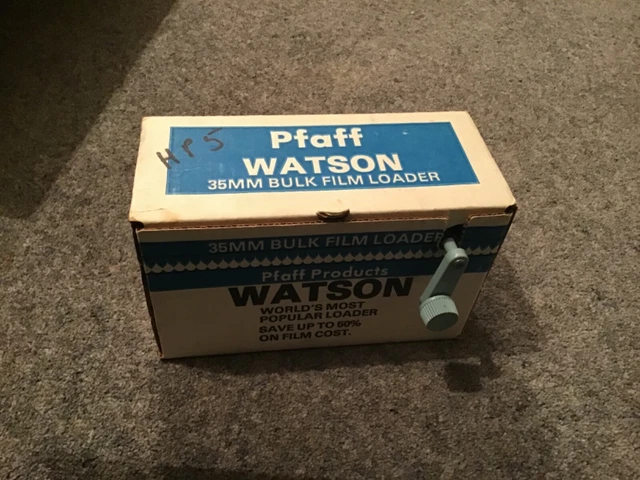 HP5
Pfaff
WATSON
35MM BULK FILM LOADER
35MM BULK FILM LOADER
Pfaff Products
WATSON
WORLD'S MOST
POPULAR LOADER
SAVE UP TO 50%
ON FILM COST.